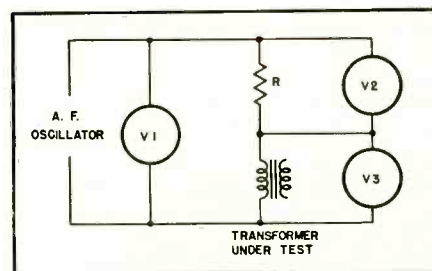 A. F.
OSCILLATOR
V1
R
V2
V3
TRANSFORMER
UNDER TEST